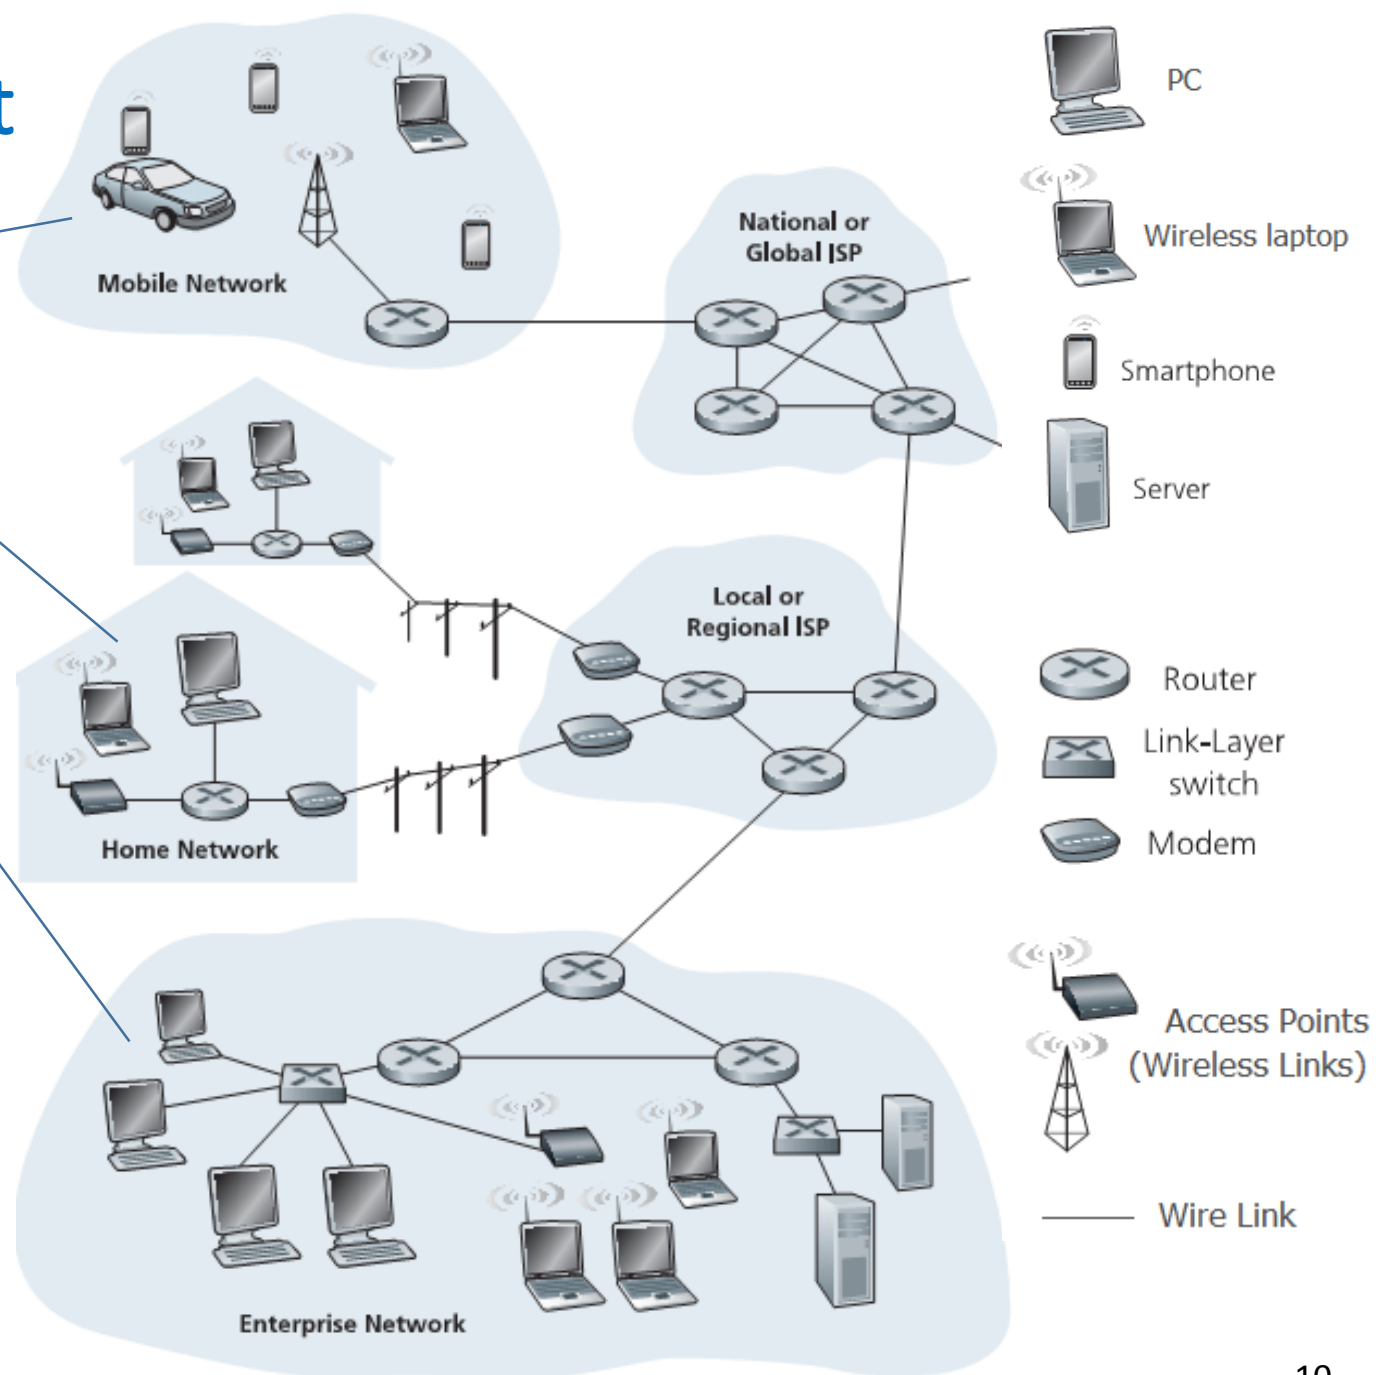 t
PC
Wireless laptop
Smartphone
Server
Router
Link-Layer
switch
Modem
Access Points
(Wireless Links)
Wire Link
Mobile Network
National or
Global ISP
Local or
Regional ISP
Home Network
Enterprise Network